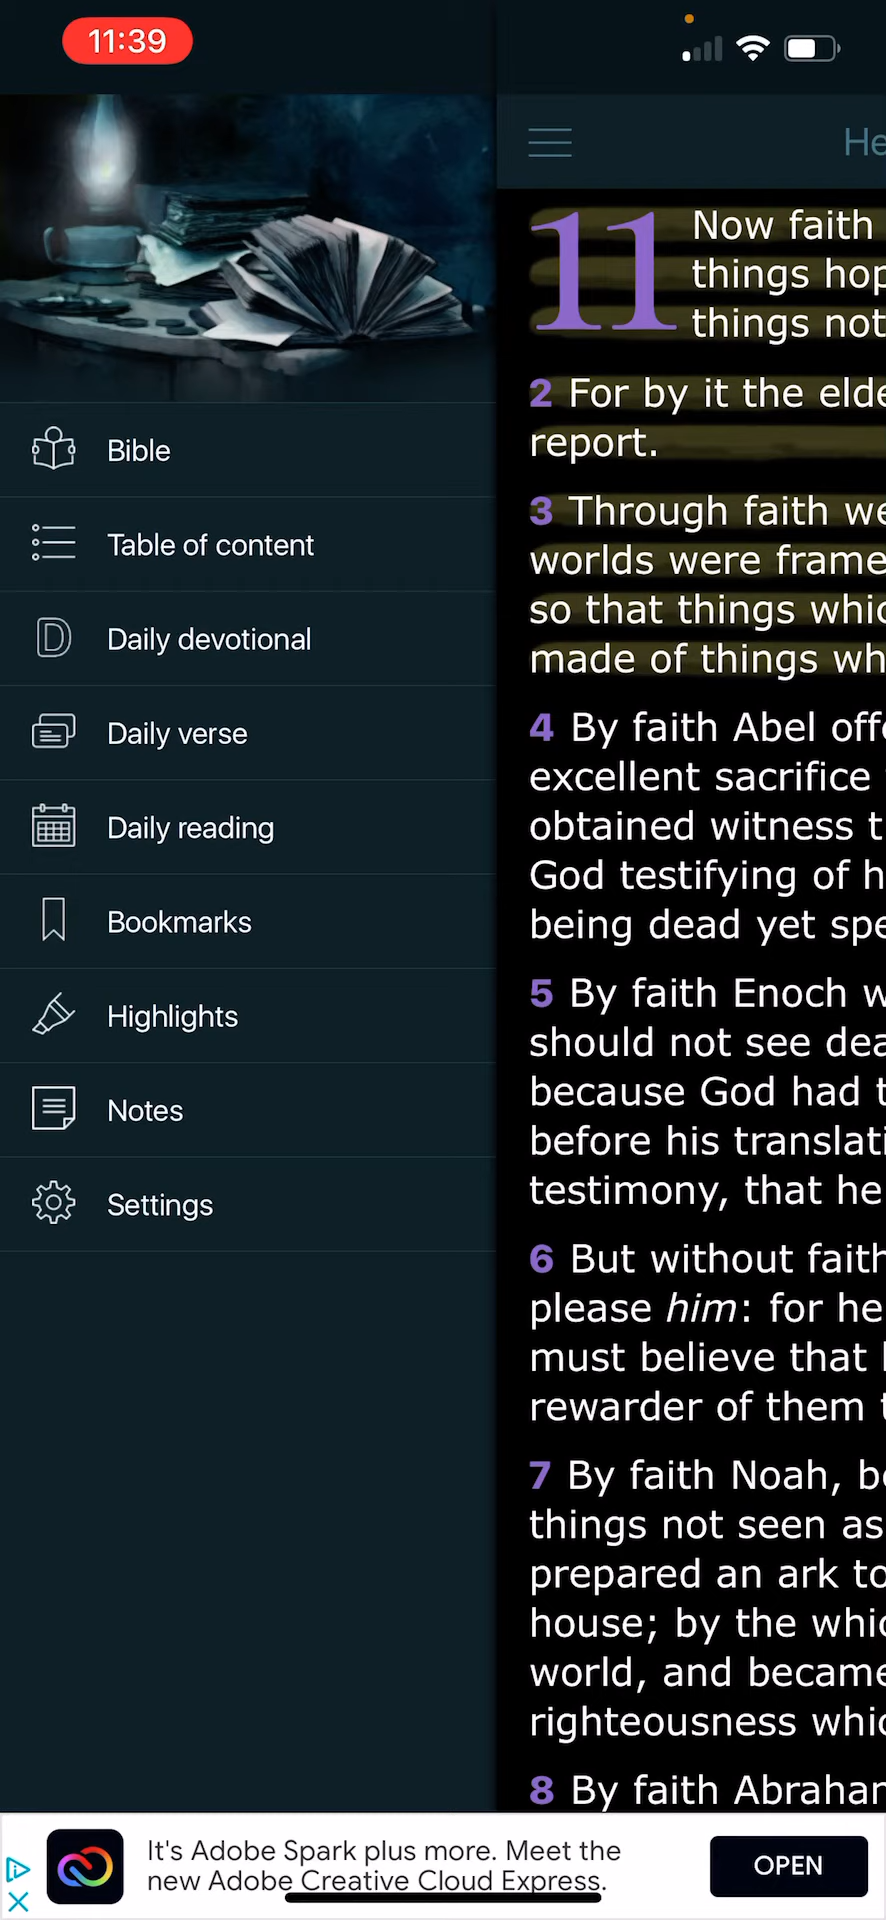 11:39
Bible
Table of content
Daily devotional
Daily verse
Daily reading
Bookmarks
Highlights
Notes
Settings
He
11 Now faith
things hop
things not
2 For by it the elde
report.
3 Through faith we
worlds were frame
so that things whic
made of things wh
4 By faith Abel offe
excellent sacrifice
obtained witness t
God testifying of h
being dead yet spe
5 By faith Enoch w
should not see dea
because God had t
before his translati
testimony, that he
6 But without faith
please him: for he
must believe that
rewarder of them t
7 By faith Noah, be
things not seen as
prepared an ark to
house; by the whic
world, and became
righteousness whic
8 By faith Abraham
It's Adobe Spark plus more. Meet the
new Adobe Creative Cloud Express.
OPEN